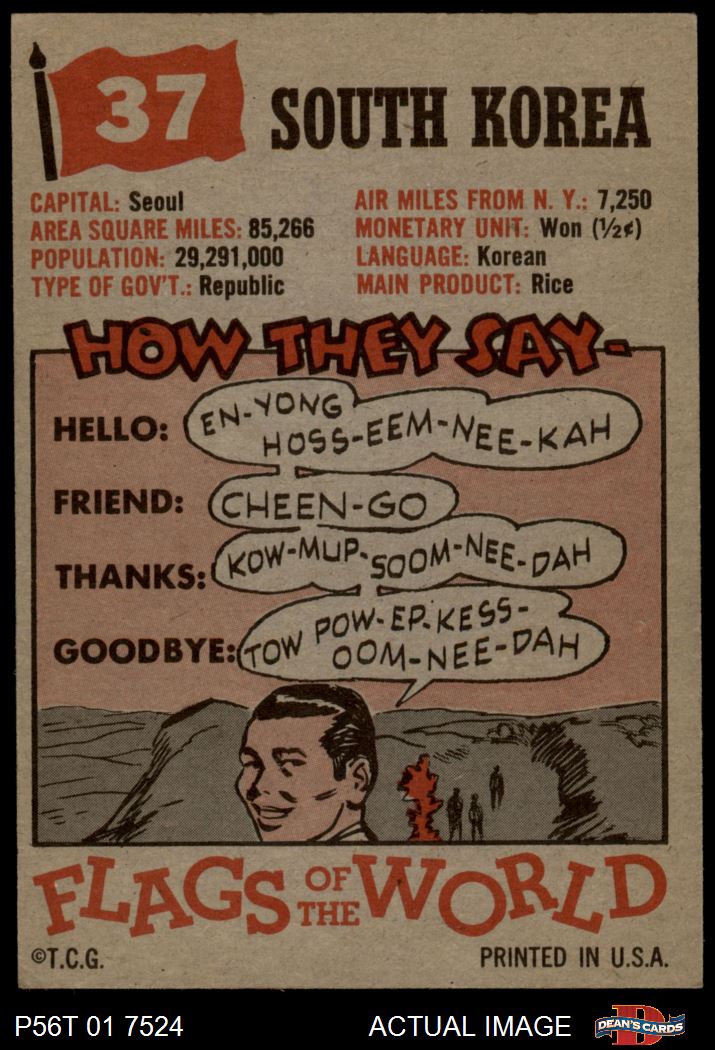 37
SOUTH KOREA
CAPITAL: Seoul
AREA SQUARE MILES: 85,266
POPULATION: 29,291,000
TYPE OF GOV'T.: Republic
AIR MILES FROM N. Y.: 7,250
MONETARY UNIT: Won (½¢)
LANGUAGE: Korean
MAIN PRODUCT: Rice
HOW THEY SAY-
HELLO: EN-YONG
HOSS-EEM-NEE-KAH
FRIEND: CHEEN-GO
THANKS: KOW-MUP-SOOM-NEE-DAH
GOODBYE: TOW POW-EP-KESS-
OOM-NEE-DAH
FLAGS OF THE WORLD
©T.C.G.
PRINTED IN U.S.A.
P56T 01 7524
ACTUAL IMAGE
D
DEAN'S CARDS